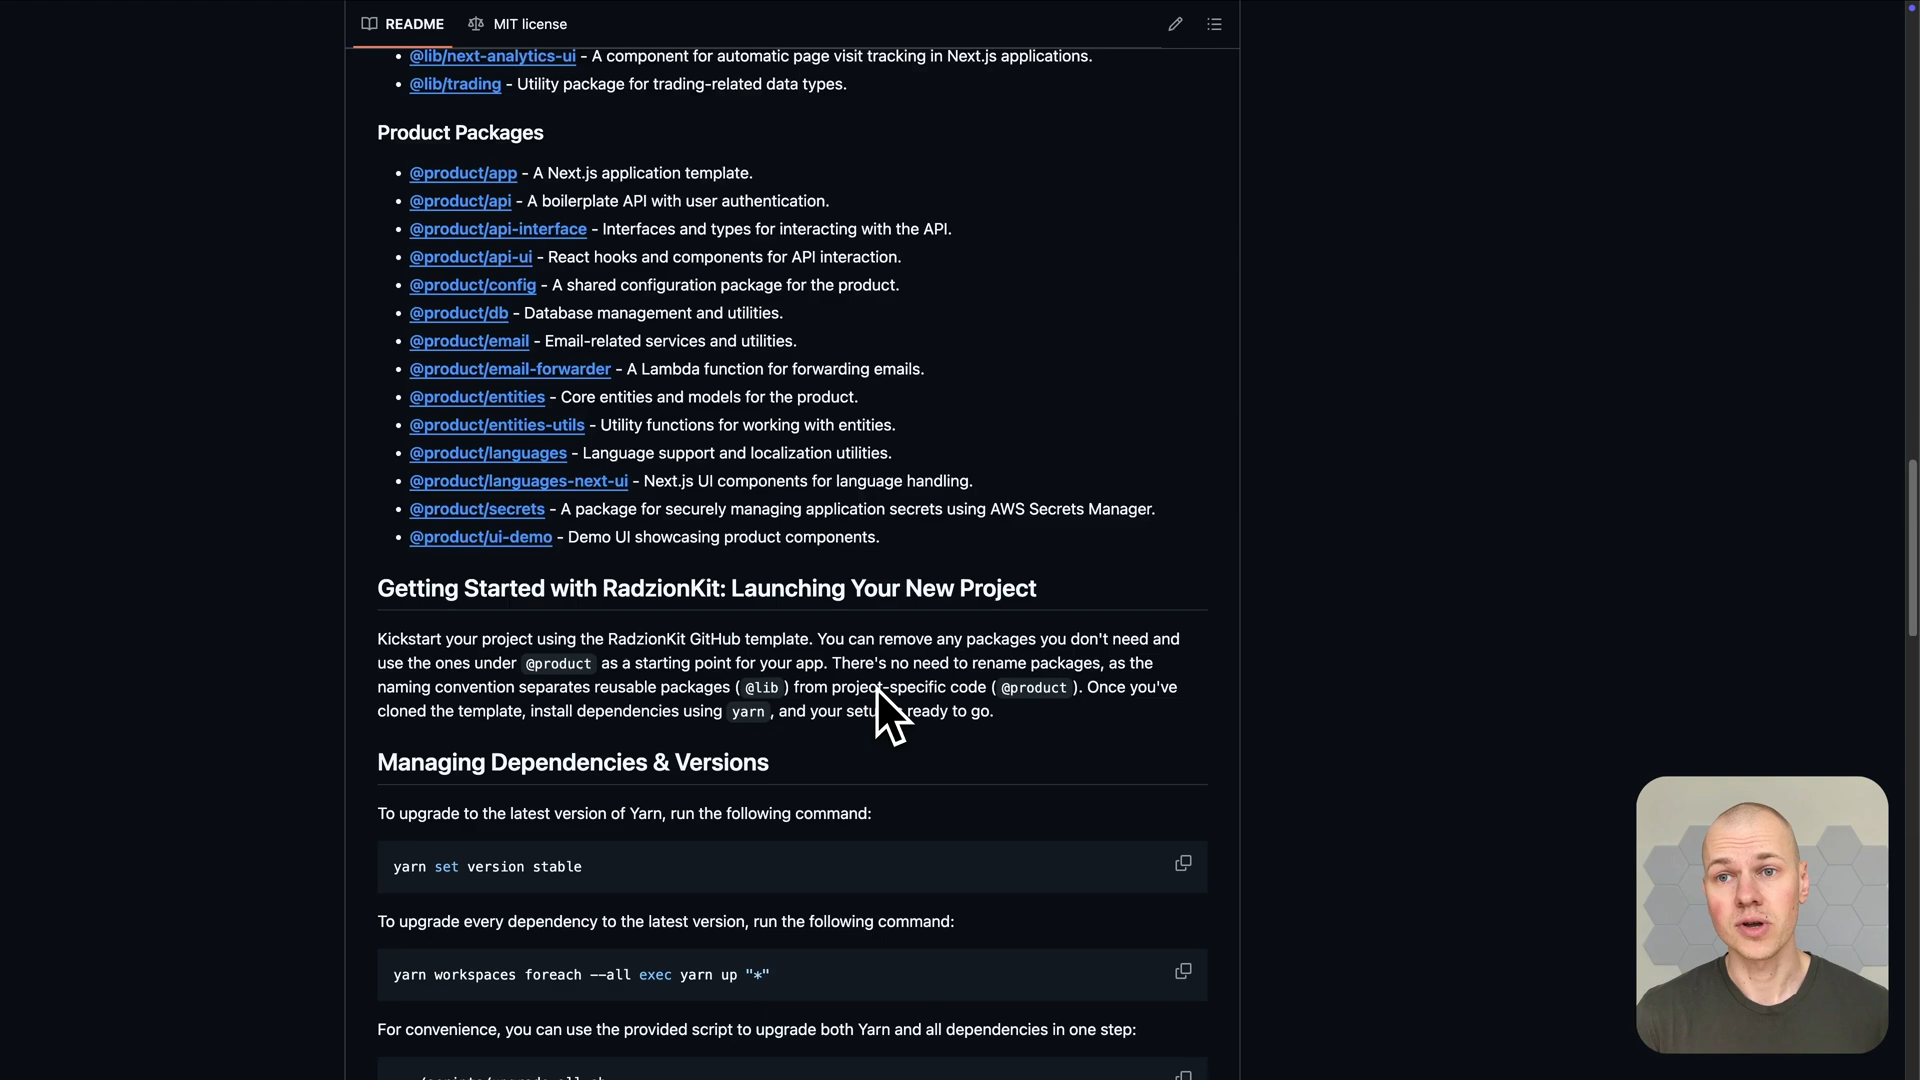 README MIT license
@lib/next-analytics-ui - A component for automatic page visit tracking in Next.js applications.
@lib/trading - Utility package for trading-related data types.
Product Packages
@product/app - A Next.js application template.
@product/api - A boilerplate API with user authentication.
@product/api-interface - Interfaces and types for interacting with the API.
@product/api-ui - React hooks and components for API interaction.
@product/config - A shared configuration package for the product.
@product/db - Database management and utilities.
@product/email - Email-related services and utilities.
@product/email-forwarder - A Lambda function for forwarding emails.
@product/entities - Core entities and models for the product.
@product/entities-utils - Utility functions for working with entities.
@product/languages - Language support and localization utilities.
@product/languages-next-ui - Next.js UI components for language handling.
@product/secrets - A package for securely managing application secrets using AWS Secrets Manager.
@product/ui-demo - Demo UI showcasing product components.
Getting Started with RadzionKit: Launching Your New Project
Kickstart your project using the RadzionKit GitHub template. You can remove any packages you don't need and
use the ones under @product as a starting point for your app. There's no need to rename packages, as the
naming convention separates reusable packages ( @lib ) from project-specific code ( @product ). Once you've
cloned the template, install dependencies using yarn , and your setu ready to go.
Managing Dependencies & Versions
To upgrade to the latest version of Yarn, run the following command:
yarn set version stable
To upgrade every dependency to the latest version, run the following command:
yarn workspaces foreach --all exec yarn up "*"
For convenience, you can use the provided script to upgrade both Yarn and all dependencies in one step: